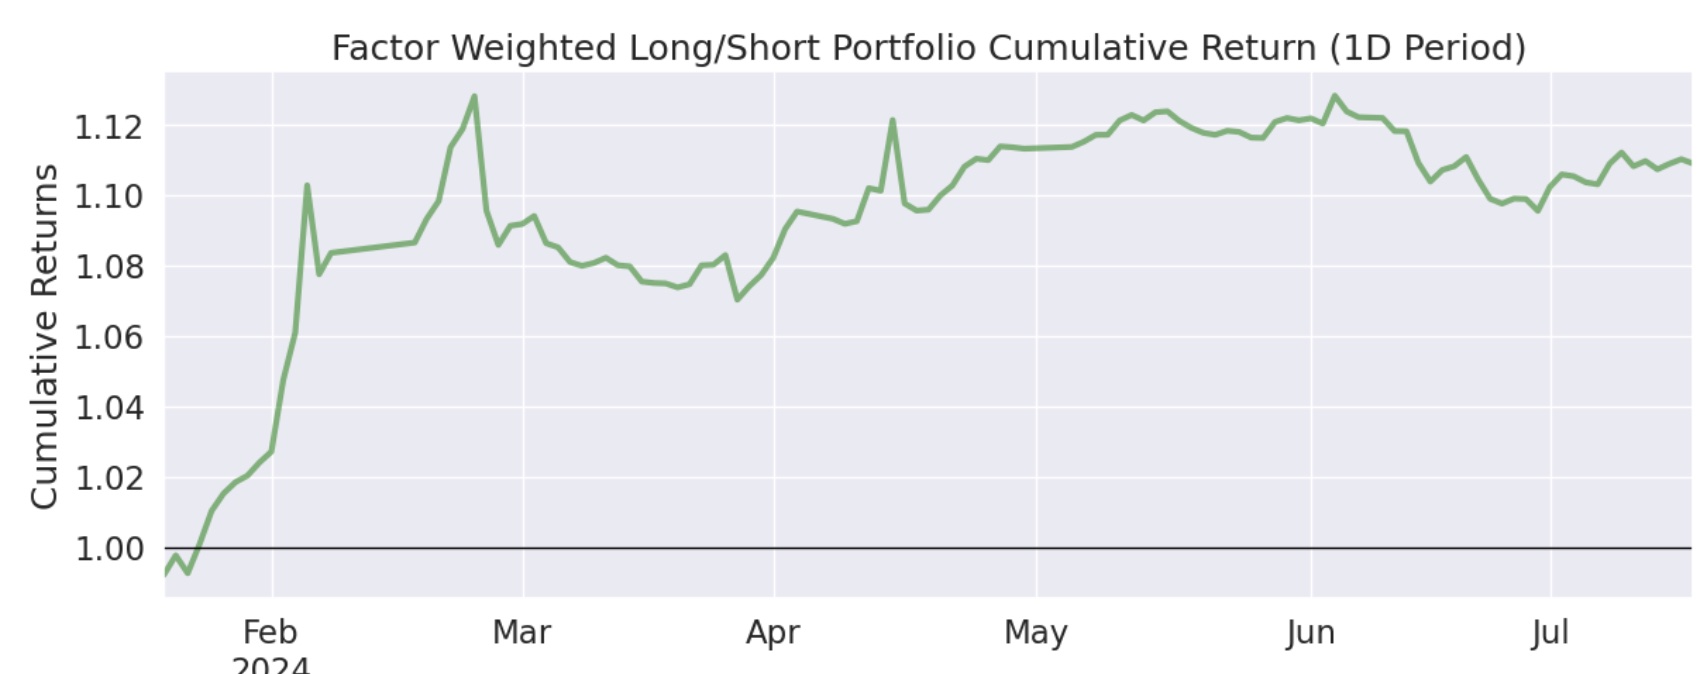 Factor Weighted Long/Short Portfolio Cumulative Return (1D Period)
Cumulative Returns
1.12
1.10
1.08
1.06
1.04
1.02
1.00
Feb
Mar
Apr
May
Jun
Jul
2024